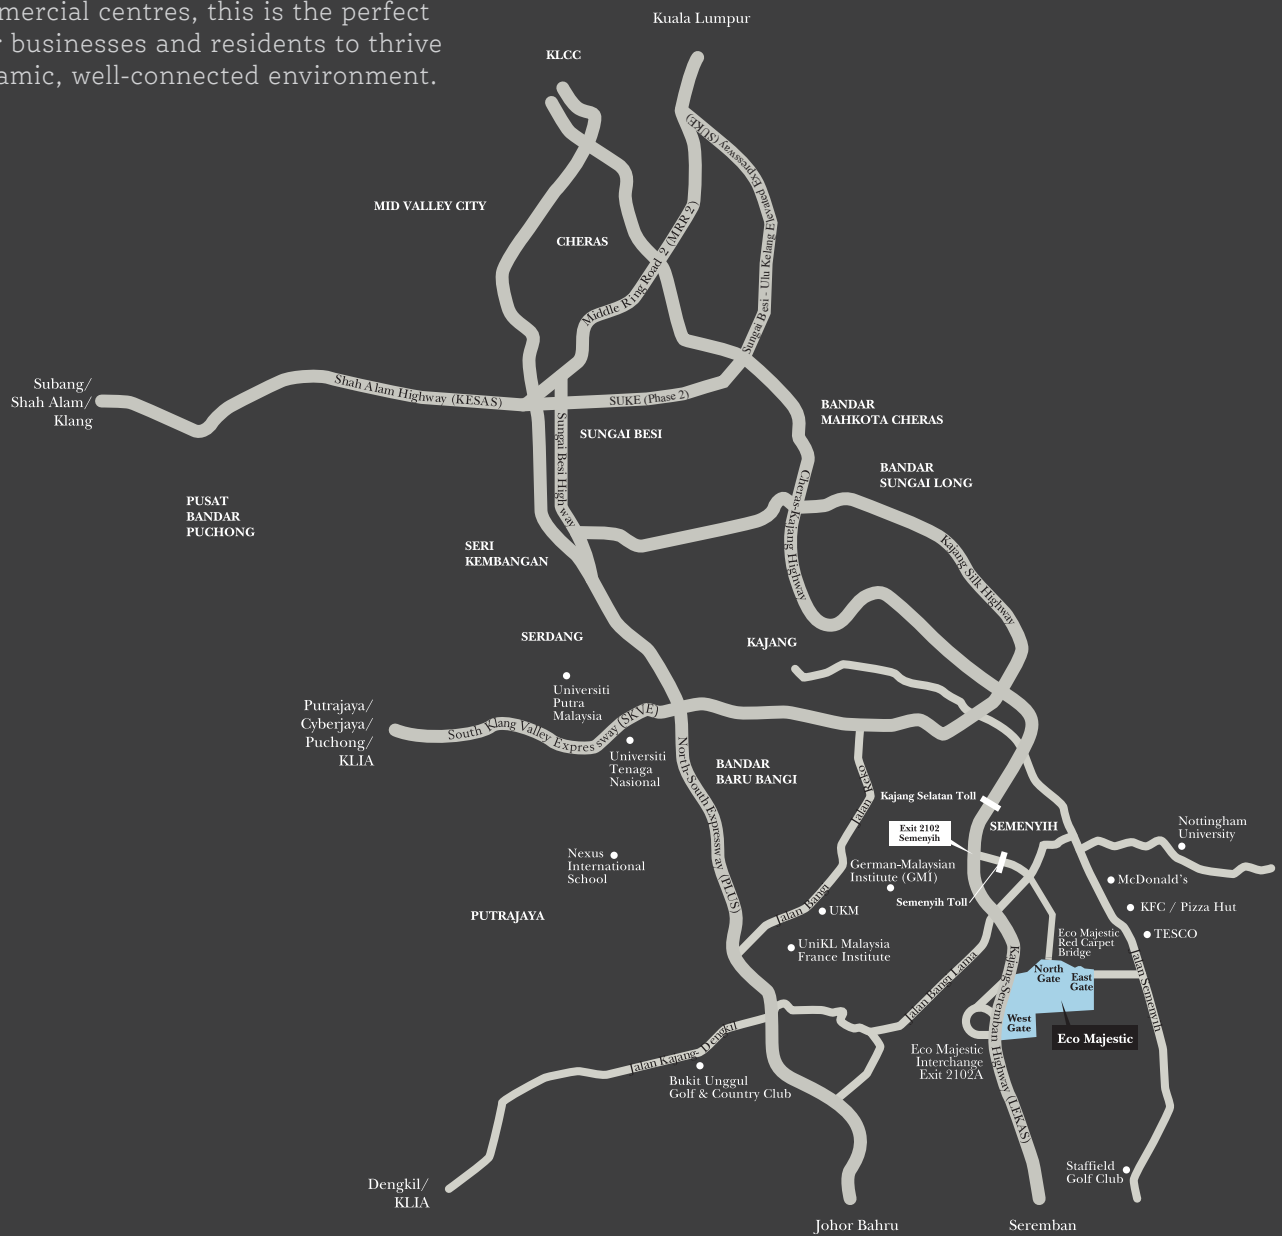 mercial centres, this is the perfect
r businesses and residents to thrive
amic, well-connected environment.
Kuala Lumpur
KLCC
Sungai Besi - Ulu Kelang Elevated Expressway (SUKE)
MID VALLEY CITY
CHERAS
Middle Ring Road 2 (MRR 2)
Subang/
Shah Alam/
Klang
Shah Alam Highway (KESAS)
SUKE (Phase 2)
BANDAR
MAHKOTA CHERAS
SUNGAI BESI
Sungai Besi Highway
BANDAR
SUNGAI LONG
PUSAT
BANDAR
PUCHONG
Cheras-Kajang Highway
SERI
KEMBANGAN
Kajang Silk Highway
SERDANG
KAJANG
Universiti
Putra
Malaysia
Putrajaya/
Cyberjaya/
Puchong/
KLIA
South Klang Valley Expressway (SKVE)
Universiti
Tenaga
Nasional
North-South Expressway (PLUS)
BANDAR
BARU BANGI
Jalan Reko
Kajang Selatan Toll
Exit 2102
Semenyih
SEMENYIH
Nottingham
University
Nexus
International
School
German-Malaysian
Institute (GMI)
McDonald's
Semenyih Toll
KFC / Pizza Hut
PUTRAJAYA
Jalan Bangi
UKM
TESCO
UniKL Malaysia
France Institute
Eco Majestic
Red Carpet
Bridge
Jalan Bangi Lama
Kajang-Seremban Highway (LEKAS)
North
Gate
East
Gate
West
Gate
Jalan Semenyih
Eco Majestic
Jalan Kajang- Dengkil
Eco Majestic
Interchange
Exit 2102A
Bukit Unggul
Golf & Country Club
Dengkil/
KLIA
Staffield
Golf Club
Johor Bahru
Seremban